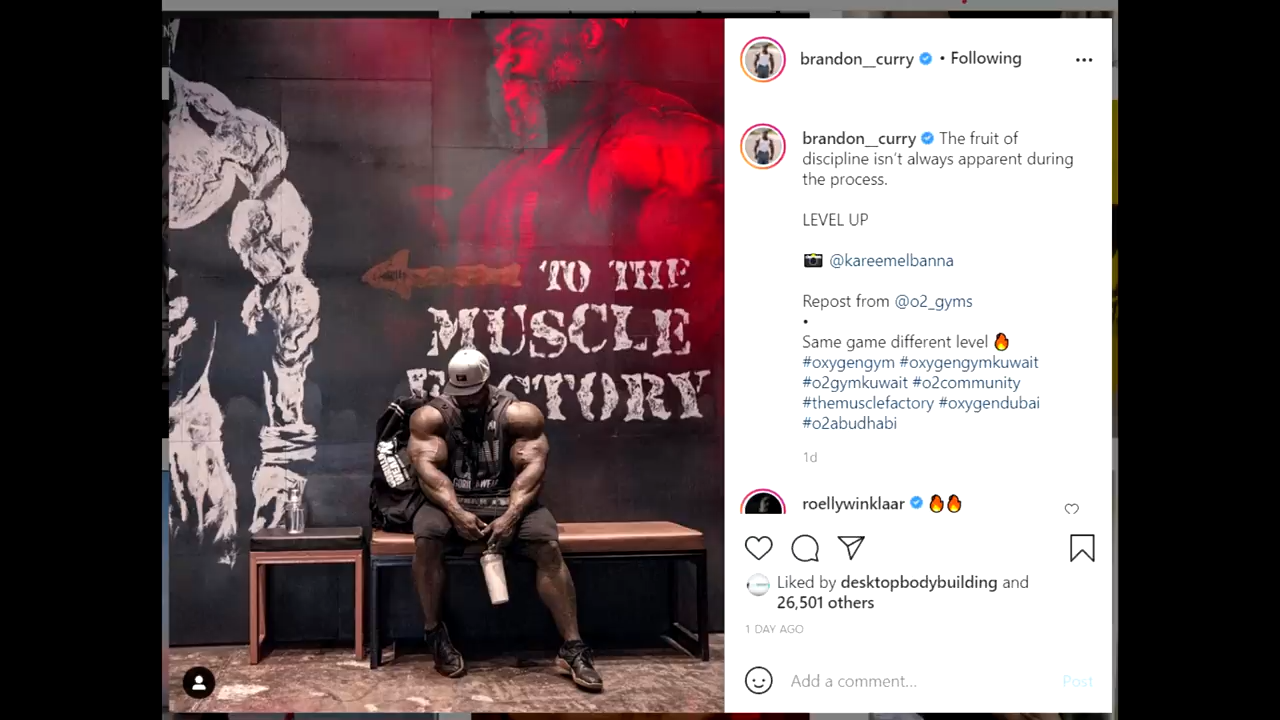 TO THE
MUSCLE
FACTORY
brandon__curry • Following
brandon__curry The fruit of
discipline isn't always apparent during
the process.
LEVEL UP
📷 @kareemelbanna
Repost from @o2_gyms
•
Same game different level 🔥
#oxygengym #oxygengymkuwait
#o2gymkuwait #o2community
#themusclefactory #oxygendubai
#o2abudhabi
1d
roellywinklaar 🔥🔥
Liked by desktopbodybuilding and
26,501 others
1 DAY AGO
Add a comment...
Post